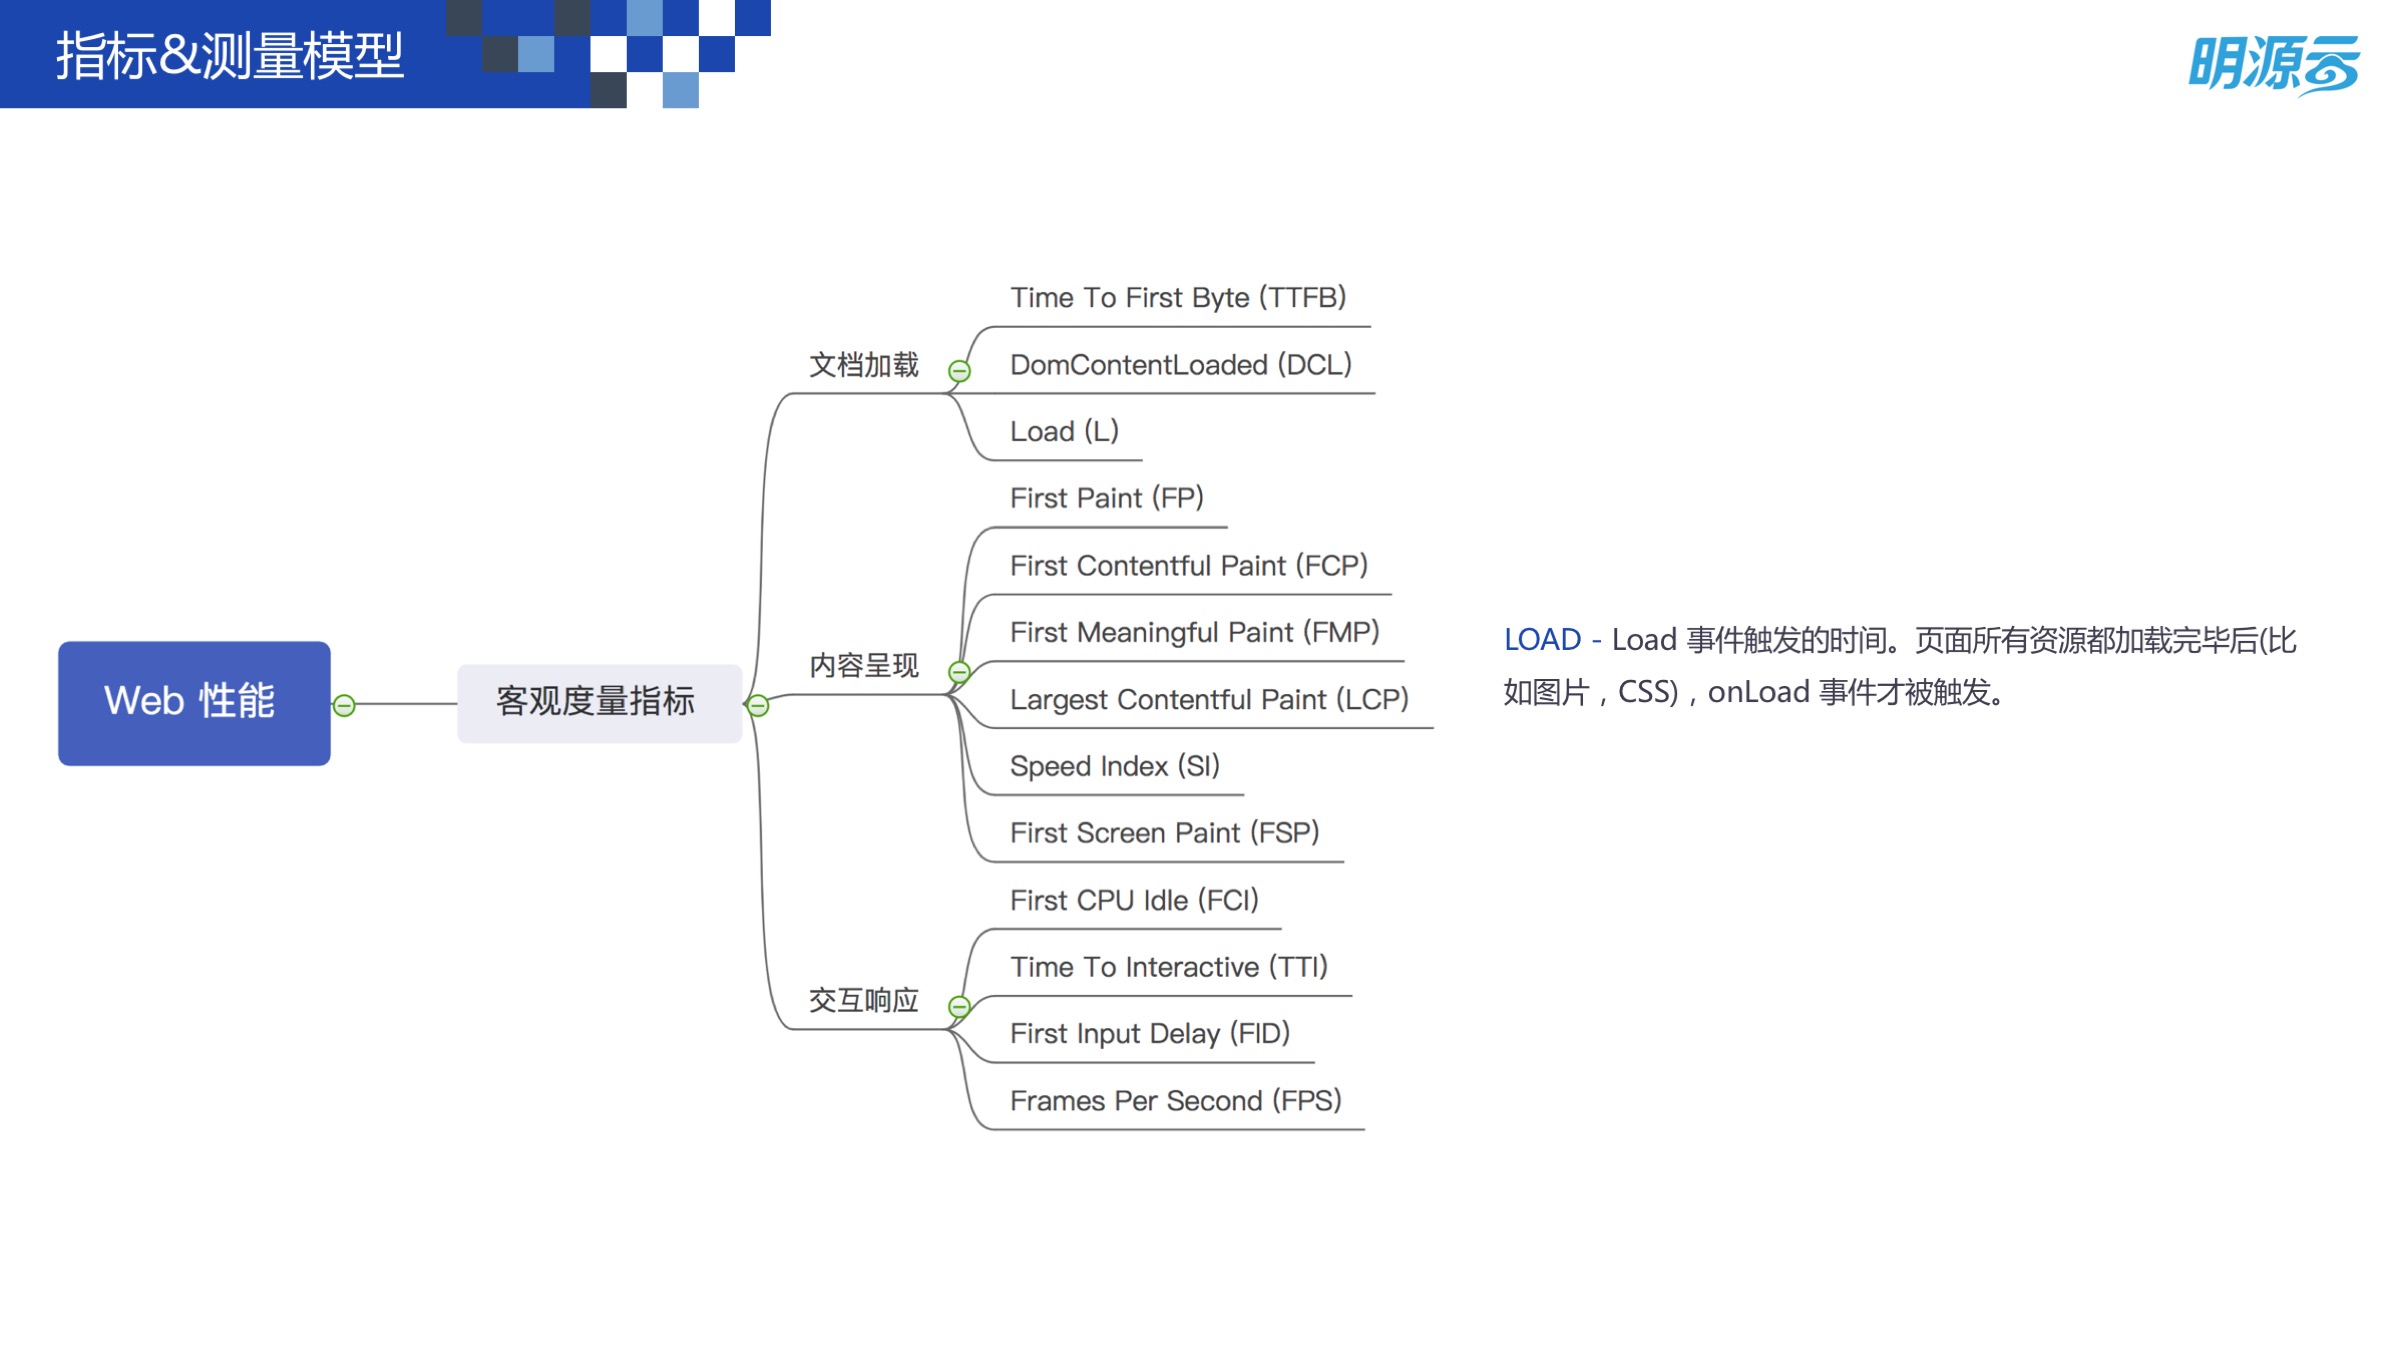 指标&测量模型
明源云
Time To First Byte (TTFB)
文档加载
DomContentLoaded (DCL)
Load (L)
First Paint (FP)
First Contentful Paint (FCP)
First Meaningful Paint (FMP)
内容呈现
Largest Contentful Paint (LCP)
Web 性能
客观度量指标
Speed Index (SI)
First Screen Paint (FSP)
First CPU Idle (FCI)
Time To Interactive (TTI)
交互响应
First Input Delay (FID)
Frames Per Second (FPS)
LOAD - Load 事件触发的时间。页面所有资源都加载完毕后(比
如图片，CSS)，onLoad 事件才被触发。